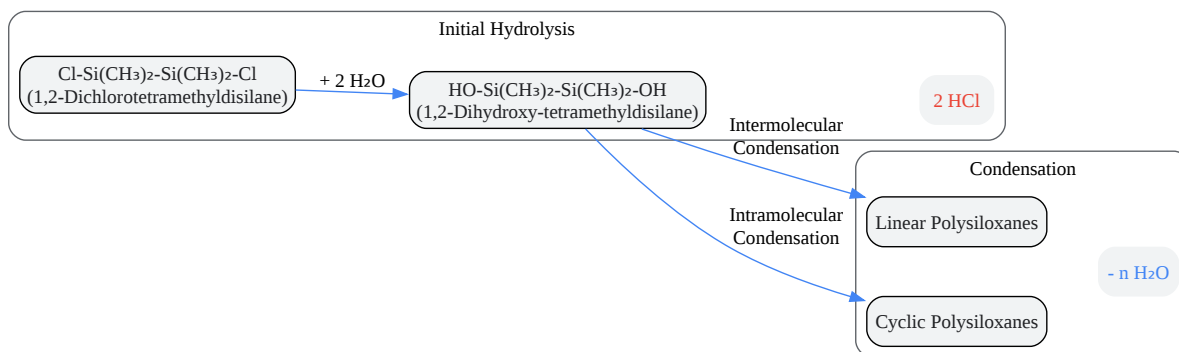 Initial Hydrolysis
Cl-Si(CH₃)₂-Si(CH₃)₂-Cl
(1,2-Dichlorotetramethyldisilane)
+ 2 H₂O
HO-Si(CH₃)₂-Si(CH₃)₂-OH
(1,2-Dihydroxy-tetramethyldisilane)
2 HCl
Intermolecular
Condensation
Condensation
Linear Polysiloxanes
Intramolecular
Condensation
- n H₂O
Cyclic Polysiloxanes